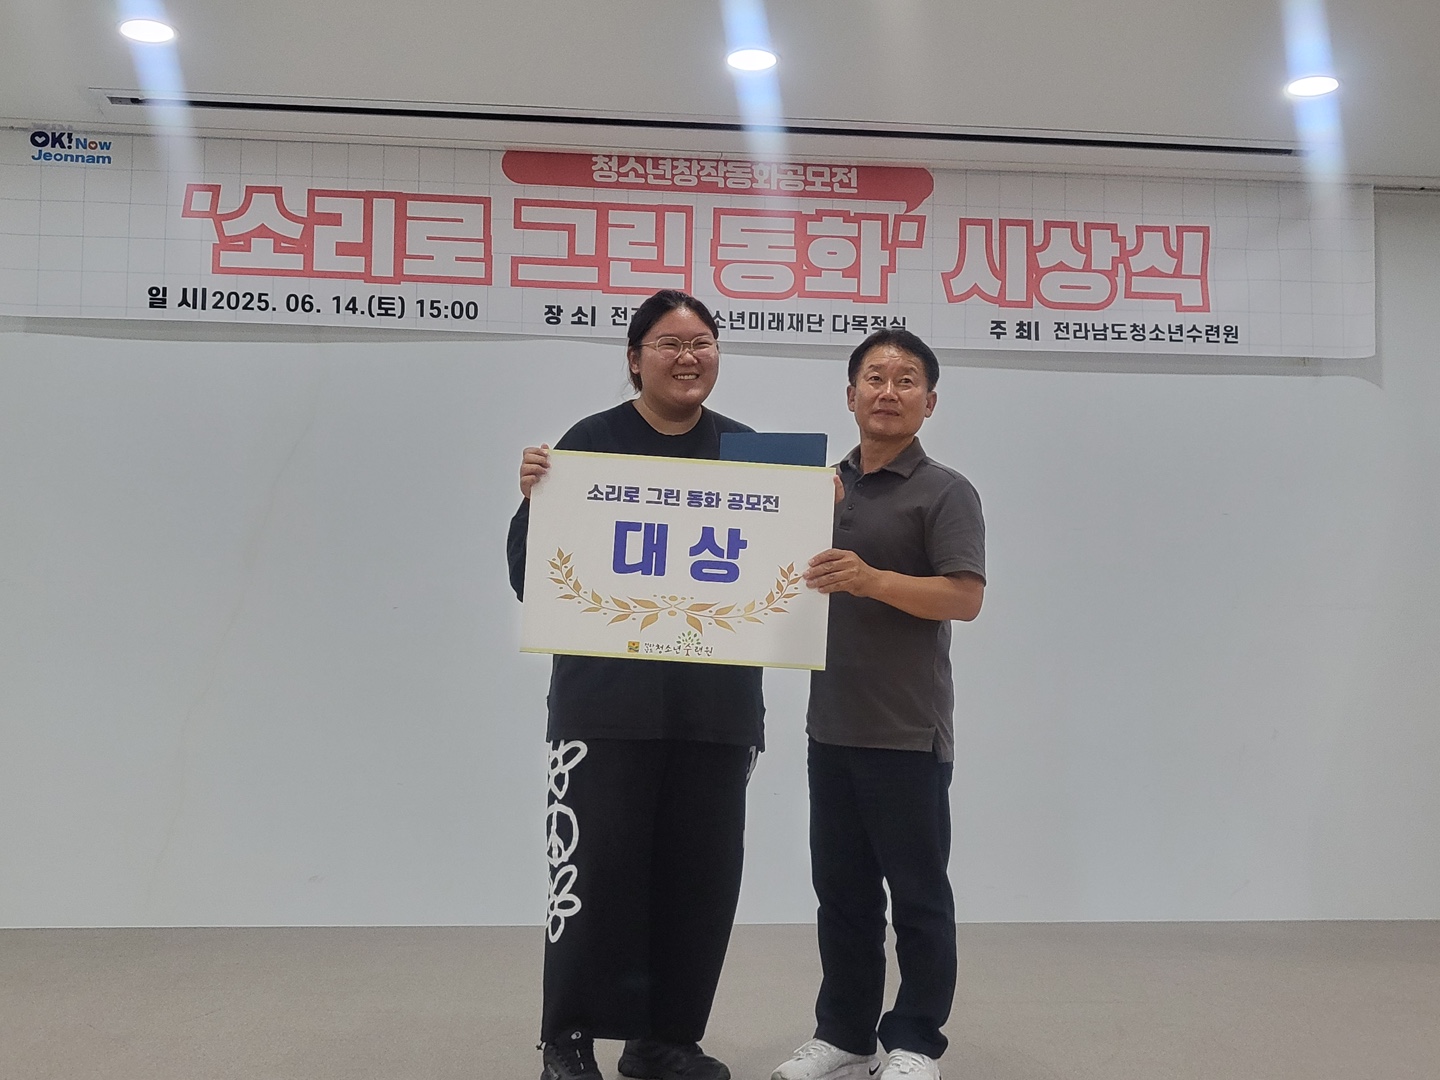 OK! Now
Jeonnam
청소년창작동화공모전
'소리로 그린 동화' 시상식
일 시| 2025. 06. 14.(토) 15:00
장 소| 소년미래재단 다목적실
주 최| 전라남도청소년수련원
소리로 그린 동화 공모전
대 상
청소년수련원